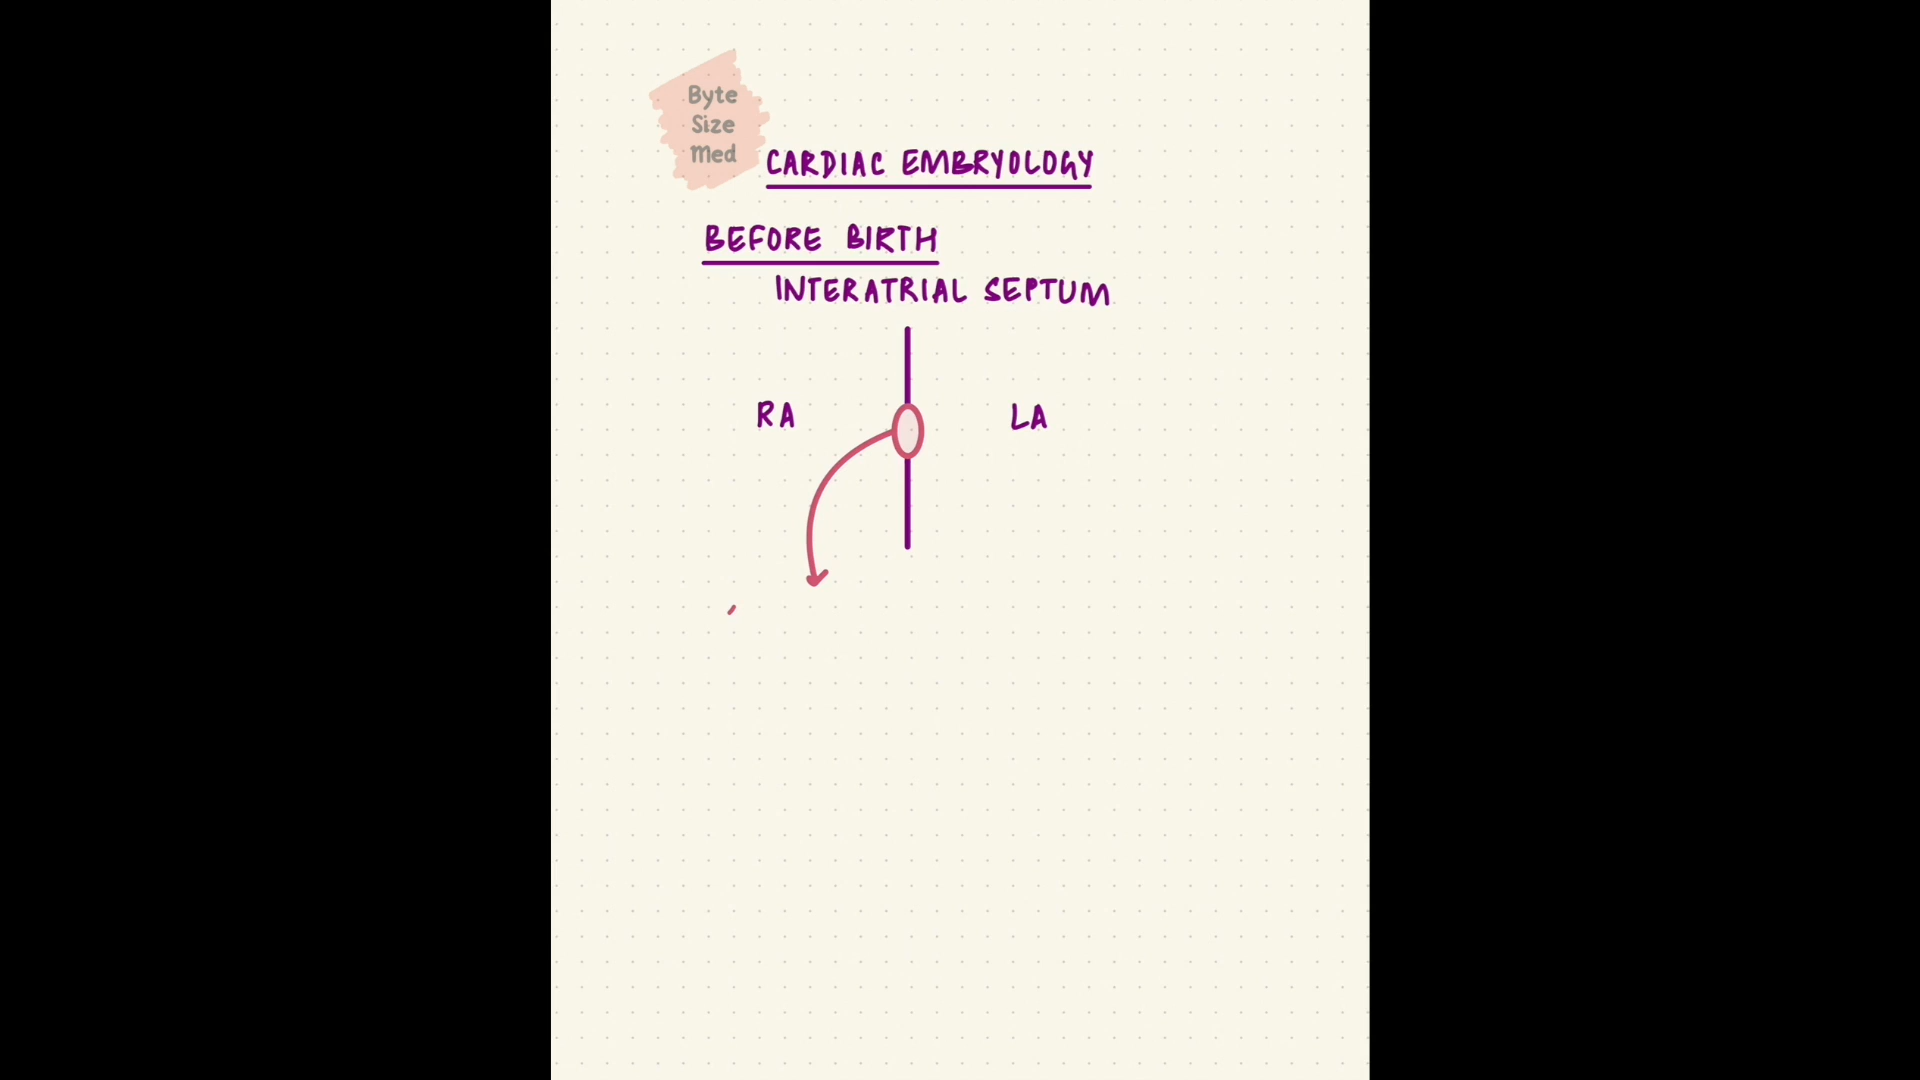 Byte
Size
Med
CARDIAC EMBRYOLOGY
BEFORE BIRTH
INTERATRIAL SEPTUM
RA
LA